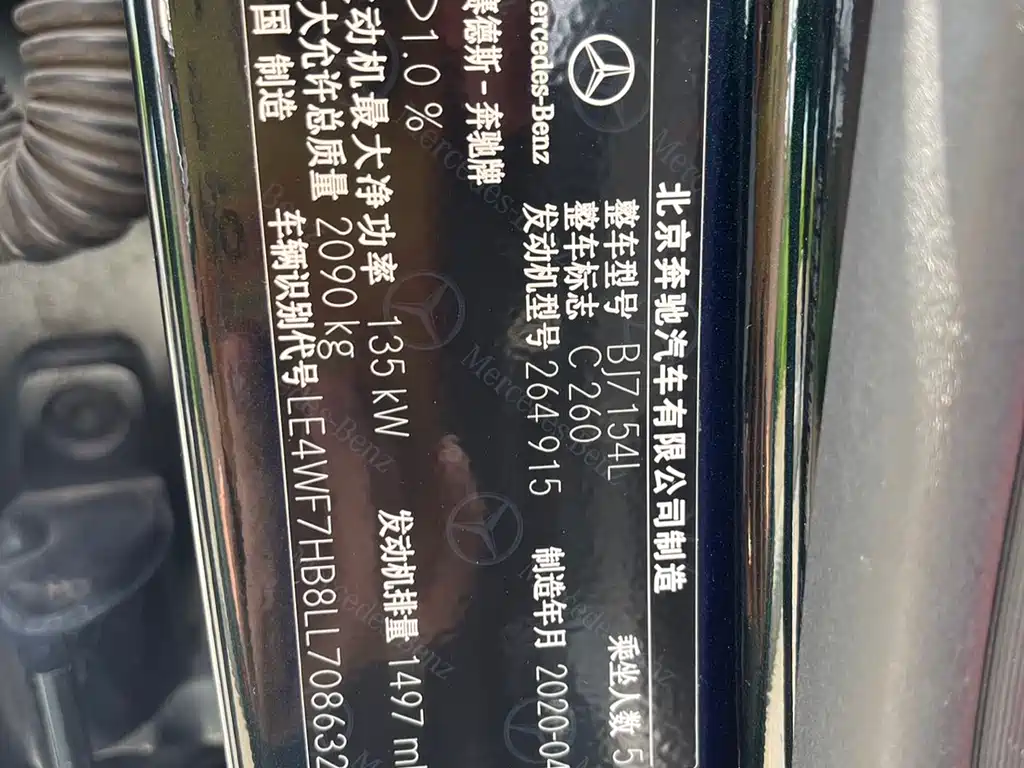 北京奔驰汽车有限公司制造
整车型号 BJ7154L 乘坐人数 5
整车标志 C 260
Mercedes-Benz 发动机型号 264 915 制造年月 2020-04
赛德斯-奔驰牌
>1.0 %
动机最大净功率 135 kW 发动机排量 1497 ml
大允许总质量 2090 kg
国 制造 车辆识别代号 LE4WF7HB8LL708632